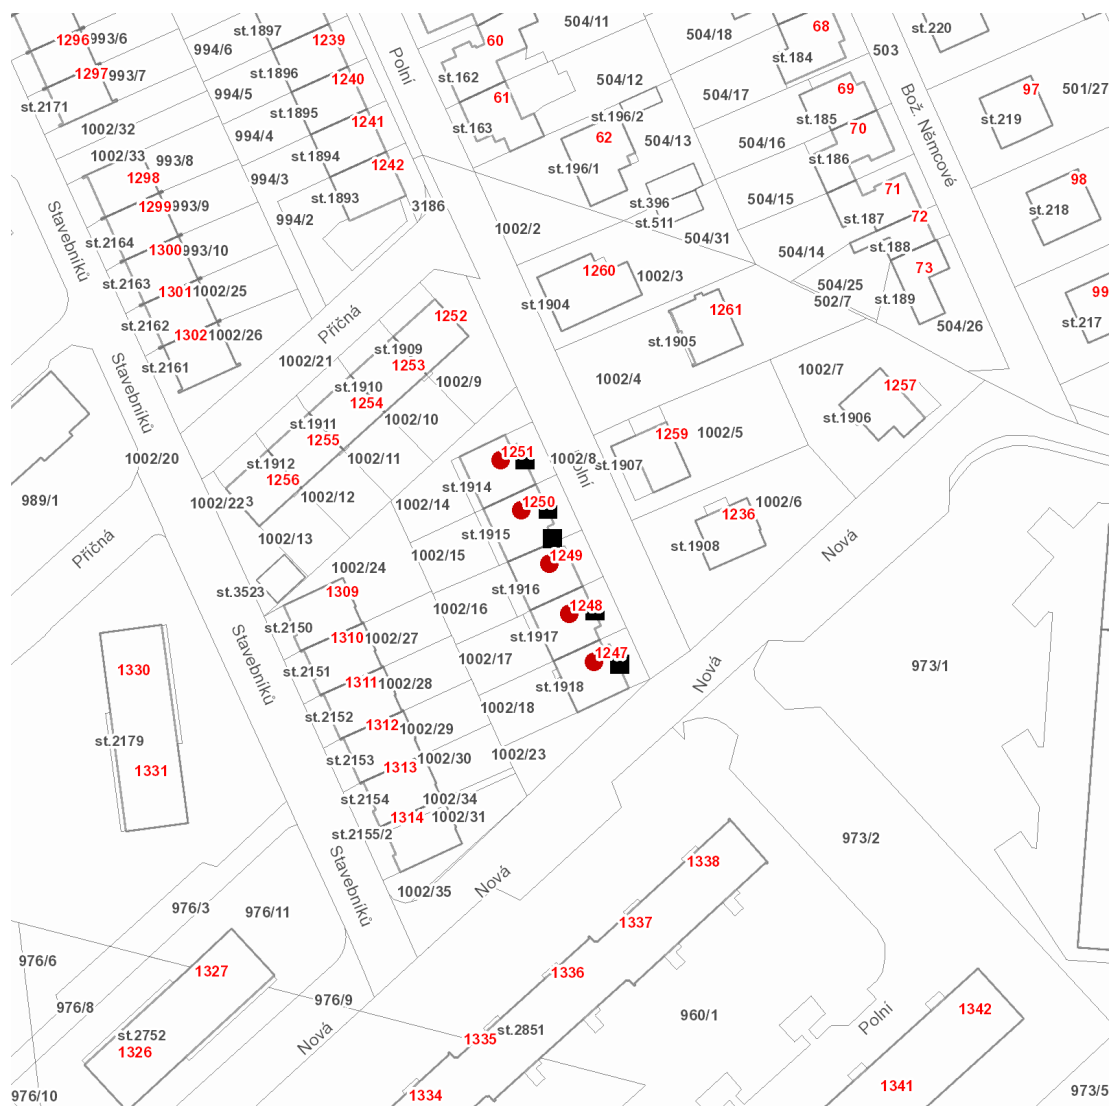 504/11
st.220
68
st.1897
1296
993/6
1239
60
504/18
503
994/6
Polní
st.184
1297
993/7
st.1896
1240
st.162
504/12
69
97
501/27
994/5
61
504/17
Bož. Němcové
st.2171
st.1895
1241
st.196/2
st.185
st.219
1002/32
994/4
st.163
62
504/13
504/16
70
1002/33
993/8
st.1894
1242
st.196/1
st.186
1298
994/3
71
98
Stavebníků
1299
993/9
st.1893
3186
st.396
504/15
st.218
994/2
st.511
st.187
72
st.2164
1002/2
504/31
504/14
st.188
1300
993/10
1260
1002/3
73
st.2163
1301
1002/25
504/25
99
st.1904
502/7
st.189
st.2162
Příčná
1252
1261
504/26
st.217
1302
1002/26
st.1909
st.1905
st.2161
1002/21
1253
1002/9
1002/4
1002/7
1257
Stavebníků
st.1910
1254
1002/10
st.1906
st.1911
1255
1259
1002/5
1002/20
st.1912
1002/11
1251
1002/8
st.1907
Polní
1256
st.1914
989/1
1002/223
1002/12
1002/14
1250
1002/6
1236
Příčná
1002/13
st.1915
st.1908
Nová
1002/15
1249
1002/24
st.3523
1309
st.1916
1002/16
1248
st.2150
1310
1002/27
st.1917
1247
Stavebníků
1002/17
973/1
1330
st.2151
1311
1002/28
st.1918
Nová
1002/18
st.2152
1312
1002/29
st.2179
1002/23
st.2153
1313
1002/30
1331
st.2154
1002/34
1314
1002/31
st.2155/2
973/2
1338
Stavebníků
1002/35
Nová
976/3
976/11
1337
976/6
1327
1336
976/8
976/9
1342
960/1
Polní
st.2752
Nová
1335
st.2851
1326
1341
976/10
1334
973/5